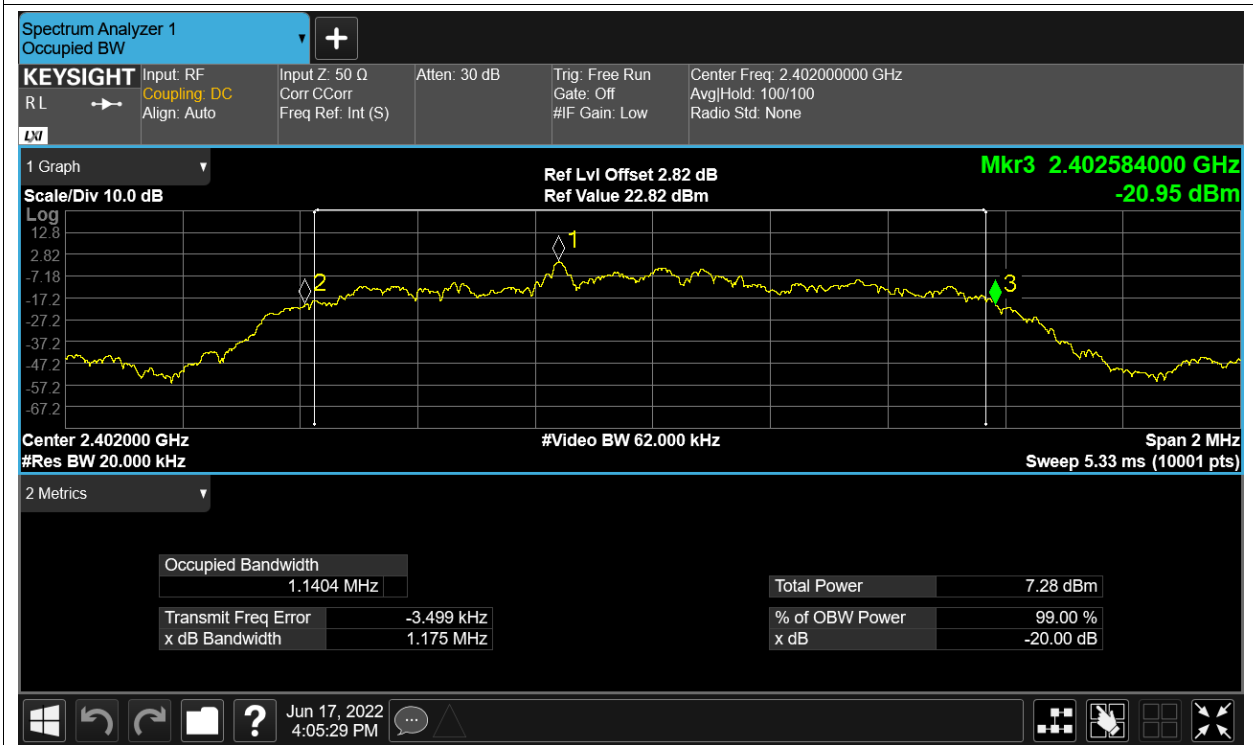 Spectrum Analyzer 1
Occupied BW
KEYSIGHT
R L
LXI
Input: RF
Coupling: DC
Align: Auto
Input Z: 50 Ω
Corr CCorr
Freq Ref: Int (S)
Atten: 30 dB
Trig: Free Run
Gate: Off
#IF Gain: Low
Center Freq: 2.402000000 GHz
Avg|Hold: 100/100
Radio Std: None
1 Graph
Scale/Div 10.0 dB
Ref Lvl Offset 2.82 dB
Ref Value 22.82 dBm
Mkr3 2.402584000 GHz
-20.95 dBm
Log
12.8
2.82
-7.18
-17.2
-27.2
-37.2
-47.2
-57.2
-67.2
1
2
3
Center 2.402000 GHz
#Video BW 62.000 kHz
Span 2 MHz
#Res BW 20.000 kHz
Sweep 5.33 ms (10001 pts)
2 Metrics
Occupied Bandwidth
1.1404 MHz
Total Power 7.28 dBm
Transmit Freq Error -3.499 kHz
% of OBW Power 99.00 %
x dB Bandwidth 1.175 MHz
x dB -20.00 dB
?
Jun 17, 2022
4:05:29 PM